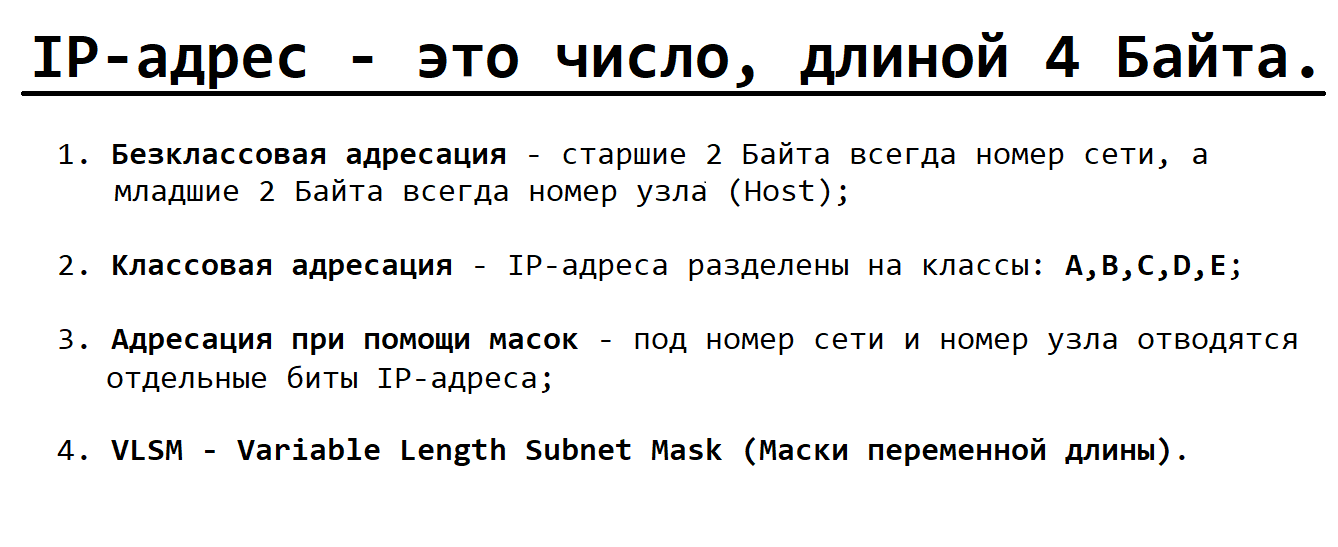 IP-адрес - это число, длиной 4 Байта.
1. Безклассовая адресация - старшие 2 Байта всегда номер сети, а
младшие 2 Байта всегда номер узла (Host);
2. Классовая адресация - IP-адреса разделены на классы: A,B,C,D,E;
3. Адресация при помощи масок - под номер сети и номер узла отводятся
отдельные биты IP-адреса;
4. VLSM - Variable Length Subnet Mask (Маски переменной длины).